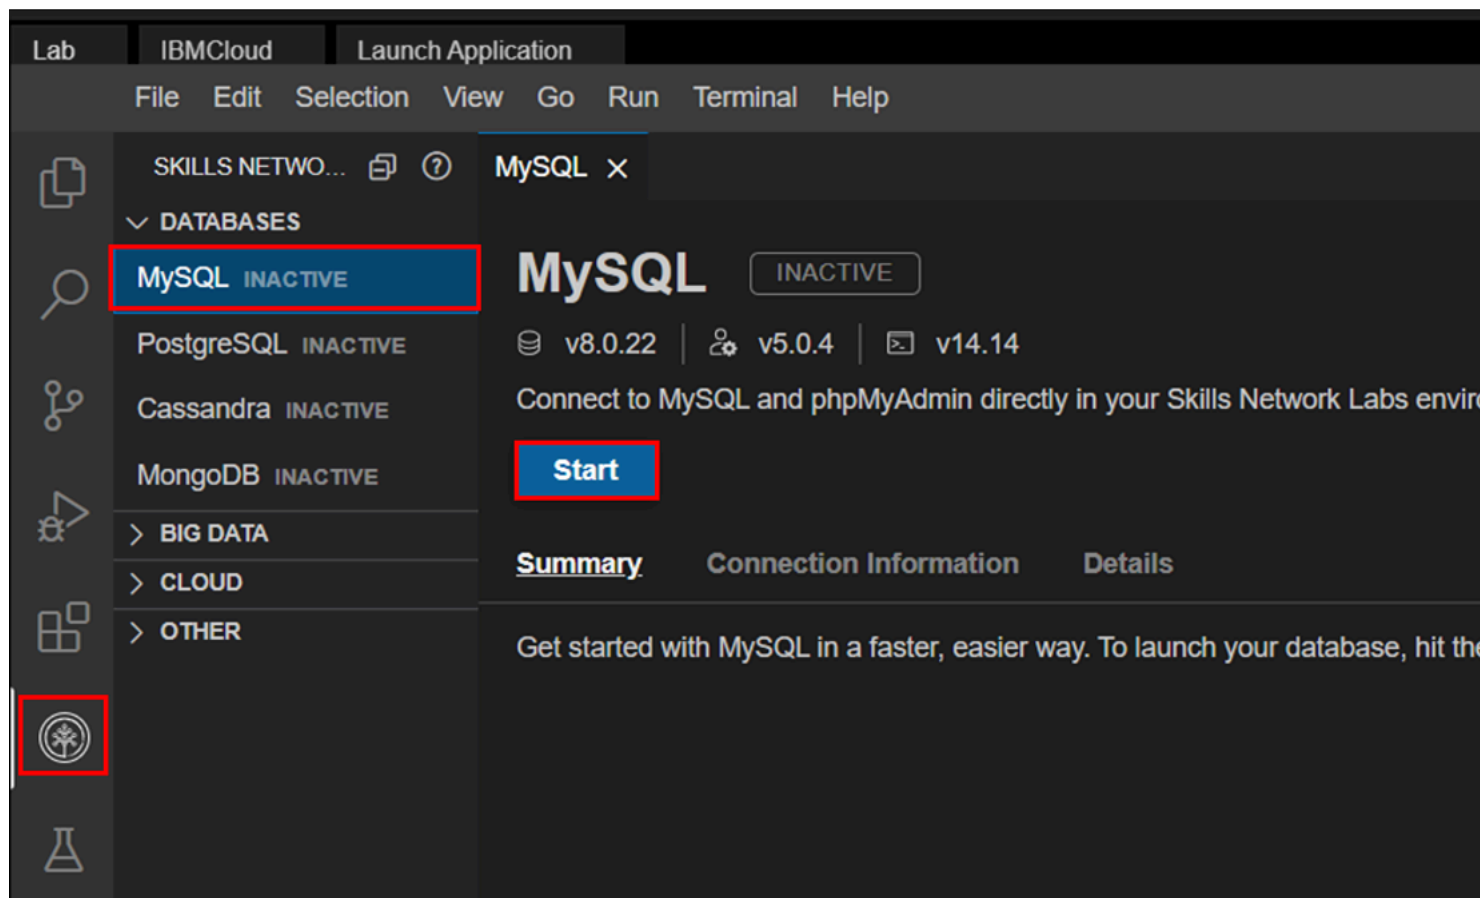 Lab IBMCloud Launch Application
File Edit Selection View Go Run Terminal Help
SKILLS NETWO...
MySQL
DATABASES
MySQL INACTIVE
PostgreSQL INACTIVE
Cassandra INACTIVE
MongoDB INACTIVE
BIG DATA
CLOUD
OTHER
MySQL INACTIVE
v8.0.22 v5.0.4 v14.14
Connect to MySQL and phpMyAdmin directly in your Skills Network Labs
Start
Summary Connection Information Details
Get started with MySQL in a faster, easier way. To launch your database, hit